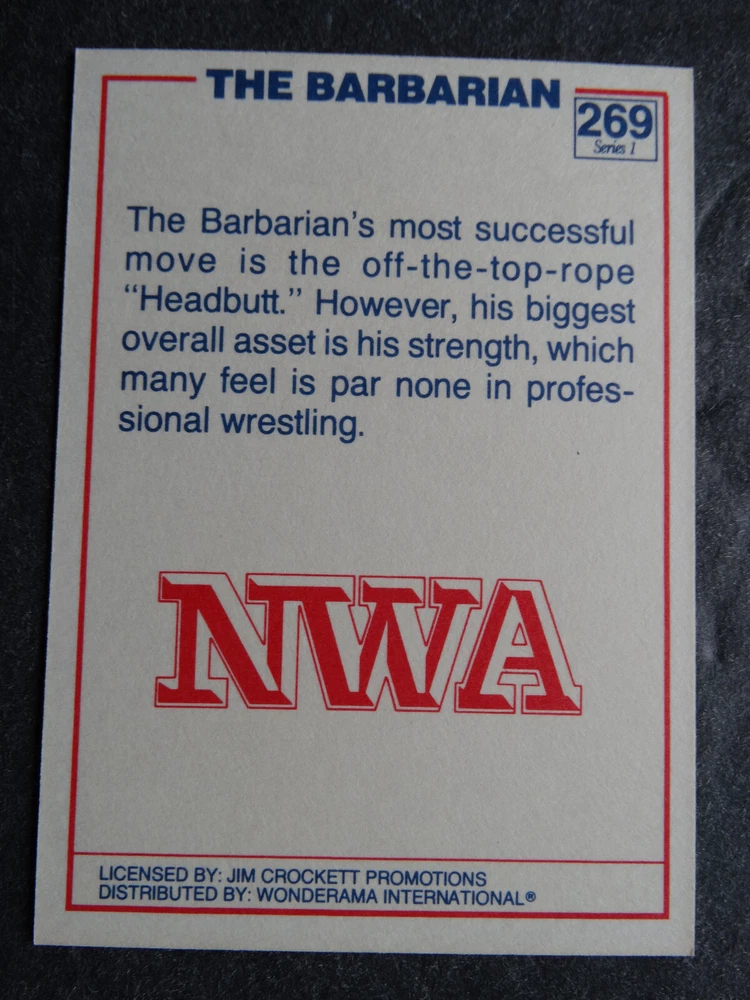 THE BARBARIAN
269
Series 1
The Barbarian's most successful
move is the off-the-top-rope
"Headbutt." However, his biggest
overall asset is his strength, which
many feel is par none in profes-
sional wrestling.
NWA
LICENSED BY: JIM CROCKETT PROMOTIONS
DISTRIBUTED BY: WONDERAMA INTERNATIONAL®